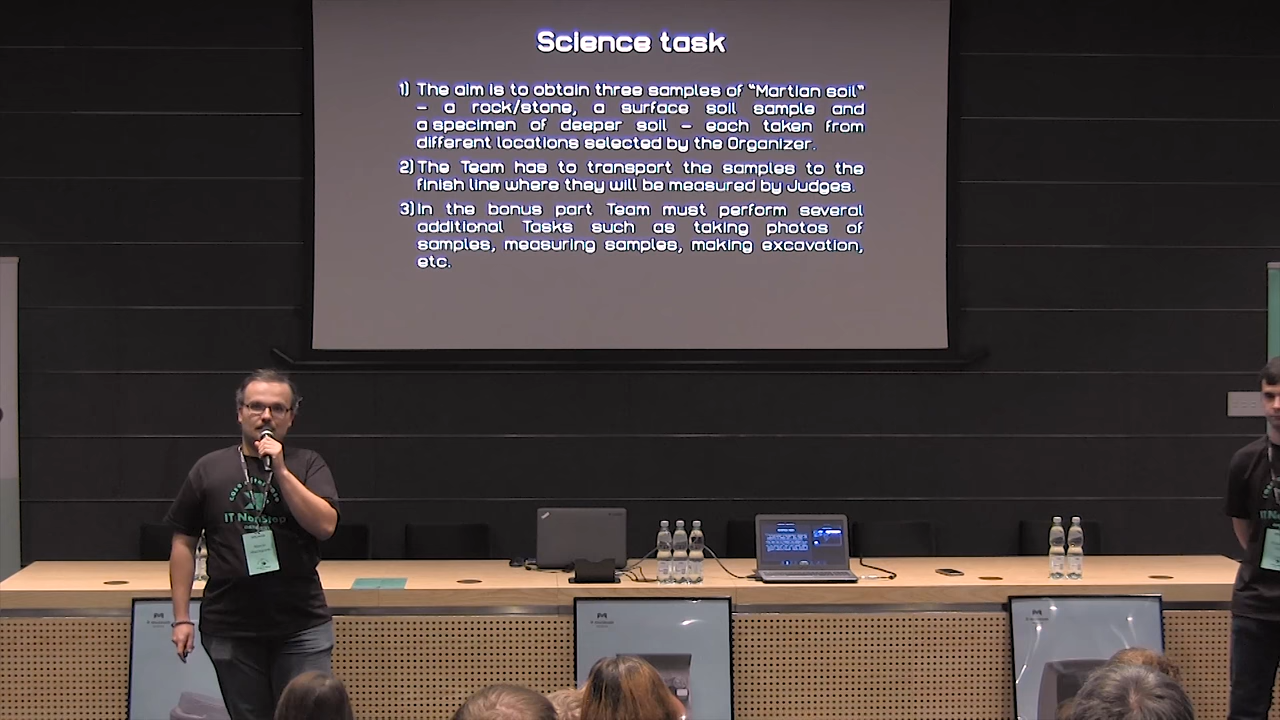 Science task
1) The aim is to obtain three samples of "Martian soil"
– a rock/stone, a surface soil sample and
a specimen of deeper soil – each taken from
different locations selected by the Organizer.
2) The Team has to transport the samples to the
finish line where they will be measured by Judges.
3) In the bonus part Team must perform several
additional Tasks such as taking photos of
samples, measuring samples, making excavation,
etc.
IT NonStop